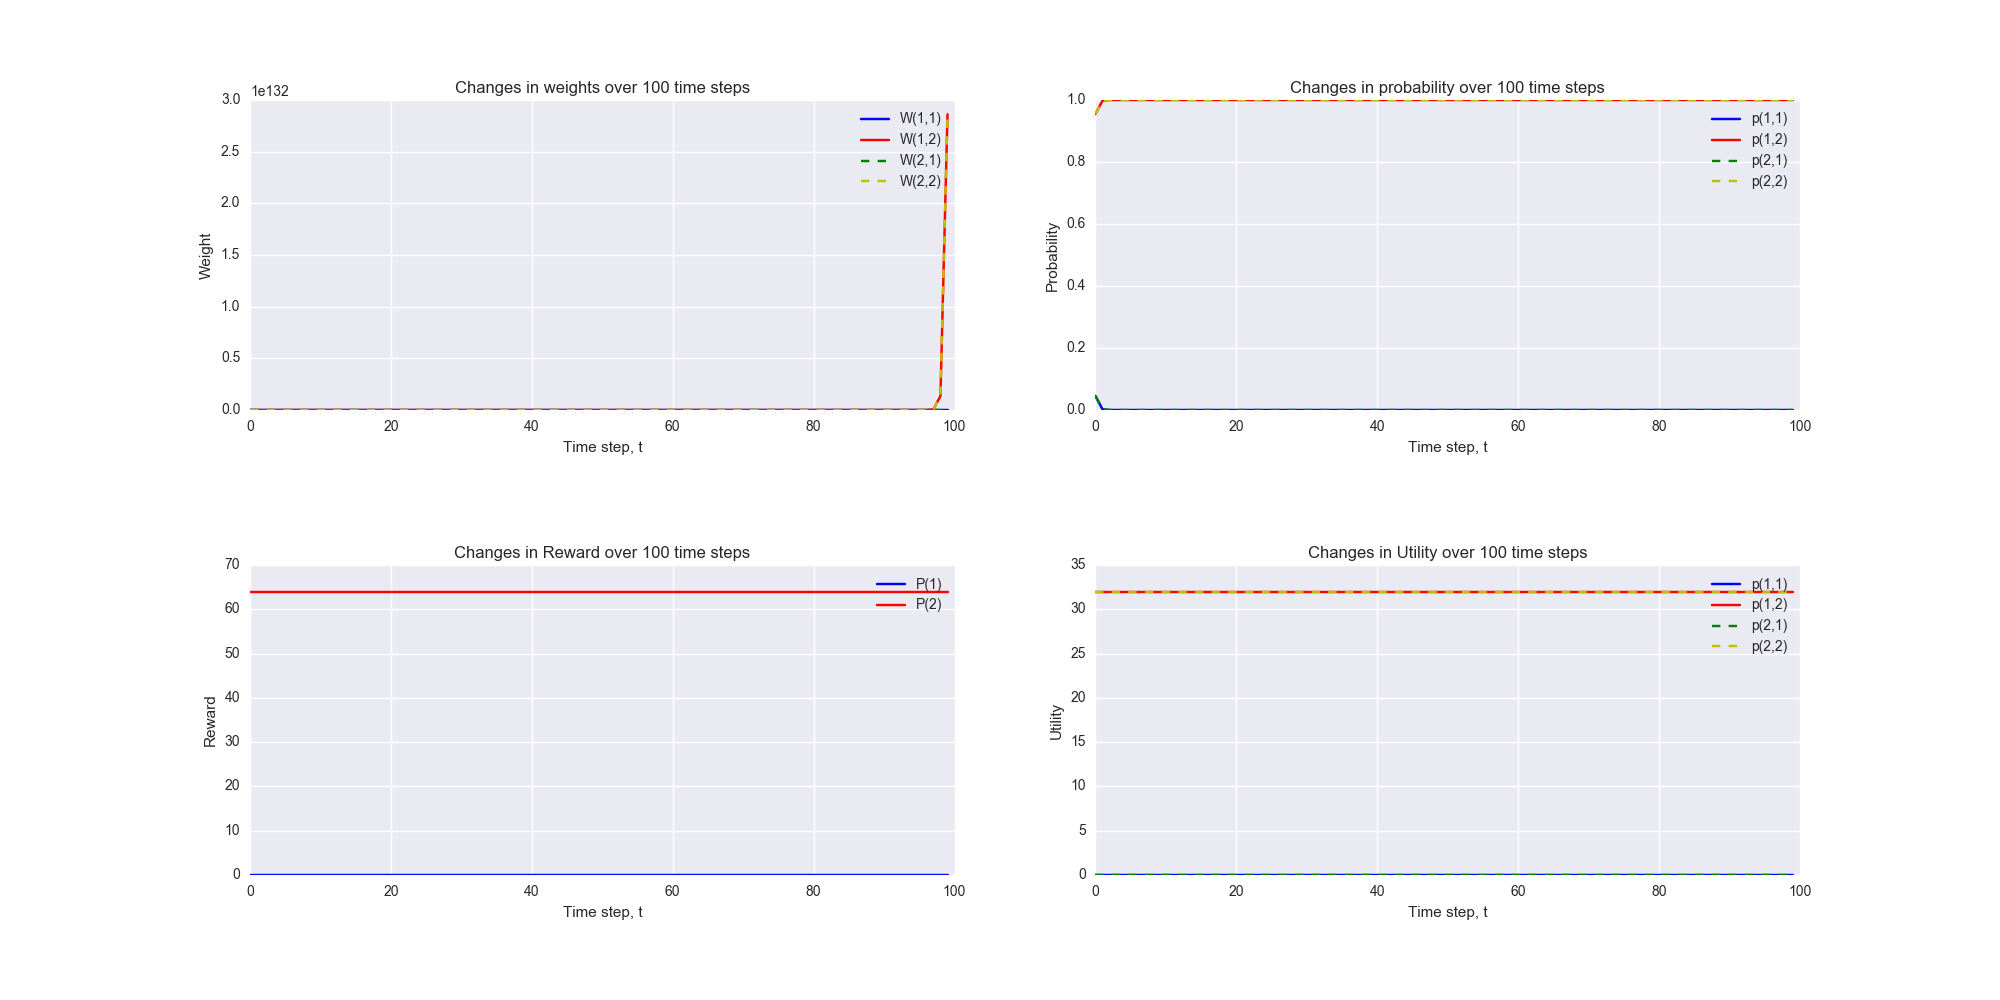 Changes in weights over 100 time steps
1e132
3.0
2.5
2.0
1.5
1.0
0.5
0.0
Weight
W(1,1)
W(1,2)
W(2,1)
W(2,2)
0 20 40 60 80 100
Time step, t
Changes in probability over 100 time steps
1.0
0.8
0.6
0.4
0.2
0.0
Probability
p(1,1)
p(1,2)
p(2,1)
p(2,2)
0 20 40 60 80 100
Time step, t
Changes in Reward over 100 time steps
70
60
50
40
30
20
10
0
Reward
P(1)
P(2)
0 20 40 60 80 100
Time step, t
Changes in Utility over 100 time steps
35
30
25
20
15
10
5
0
Utility
p(1,1)
p(1,2)
p(2,1)
p(2,2)
0 20 40 60 80 100
Time step, t